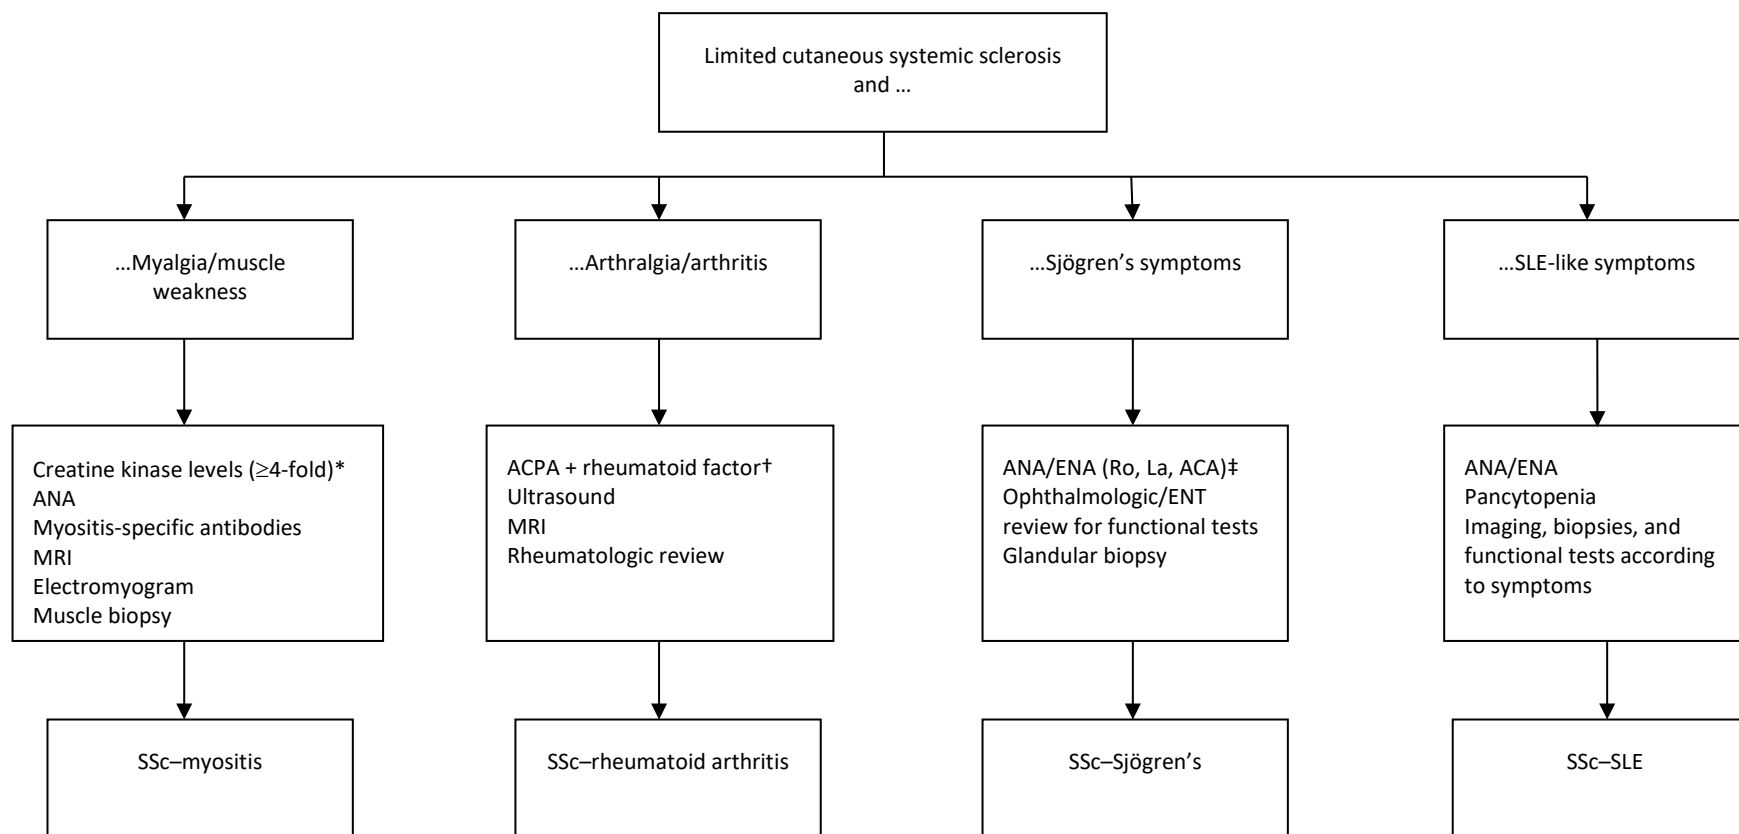 Limited cutaneous systemic sclerosis
and …
…Myalgia/muscle
weakness
…Arthralgia/arthritis
…Sjögren’s symptoms
…SLE-like symptoms
Creatine kinase levels (≥4-fold)*
ANA
Myositis-specific antibodies
MRI
Electromyogram
Muscle biopsy
ACPA + rheumatoid factor†
Ultrasound
MRI
Rheumatologic review
ANA/ENA (Ro, La, ACA)‡
Ophthalmologic/ENT
review for functional tests
Glandular biopsy
ANA/ENA
Pancytopenia
Imaging, biopsies, and
functional tests according
to symptoms
SSc–myositis
SSc–rheumatoid arthritis
SSc–Sjögren’s
SSc–SLE